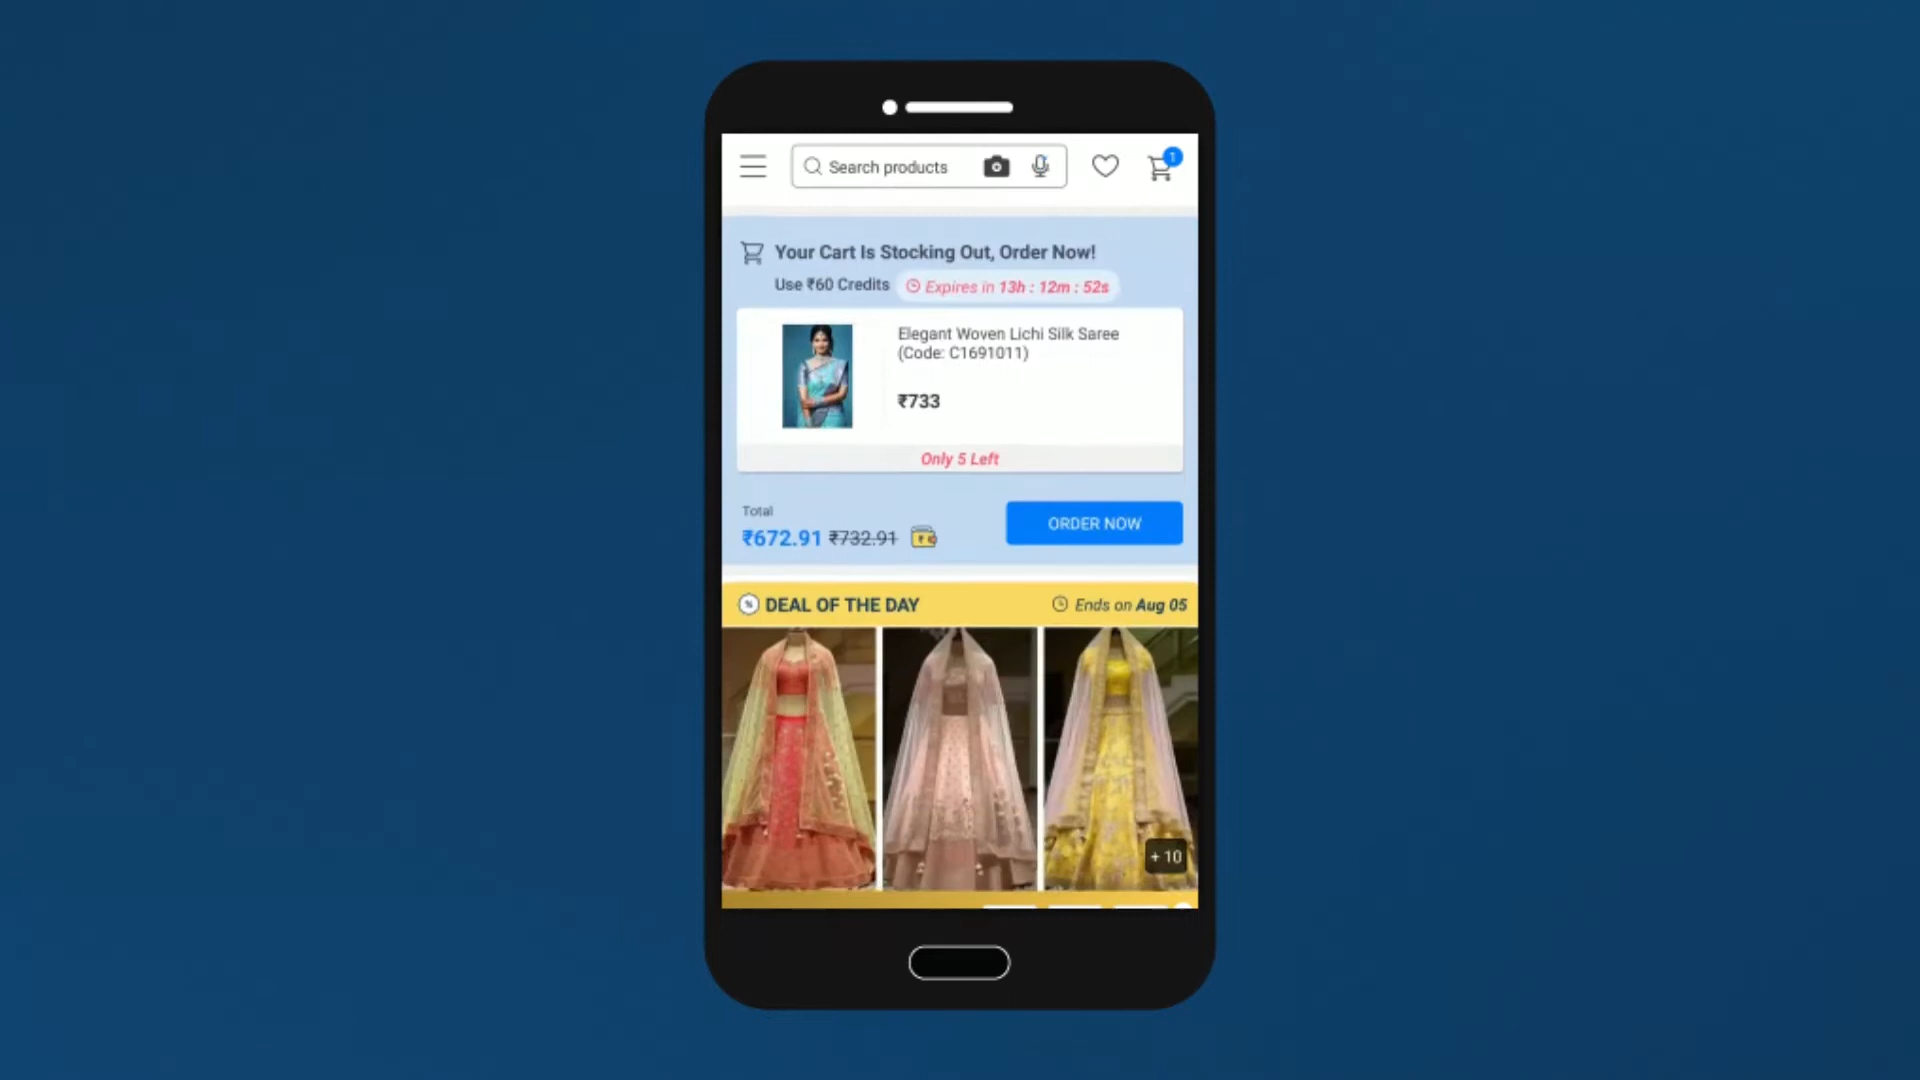 Search products
1
Your Cart Is Stocking Out, Order Now!
Use ₹60 Credits
Expires in 13h : 12m : 52s
Elegant Woven Lichi Silk Saree
(Code: C1691011)
₹733
Only 5 Left
Total
₹672.91 ₹732.91
ORDER NOW
DEAL OF THE DAY
Ends on Aug 05
+ 10